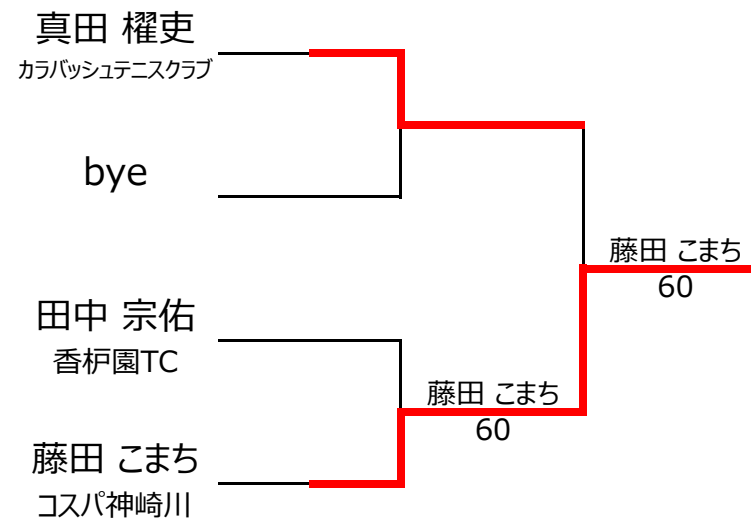 真田 櫂吏
カラバッシュテニスクラブ
bye
藤田 こまち
60
田中 宗佑
香枦園TC
藤田 こまち
60
藤田 こまち
コスパ神崎川